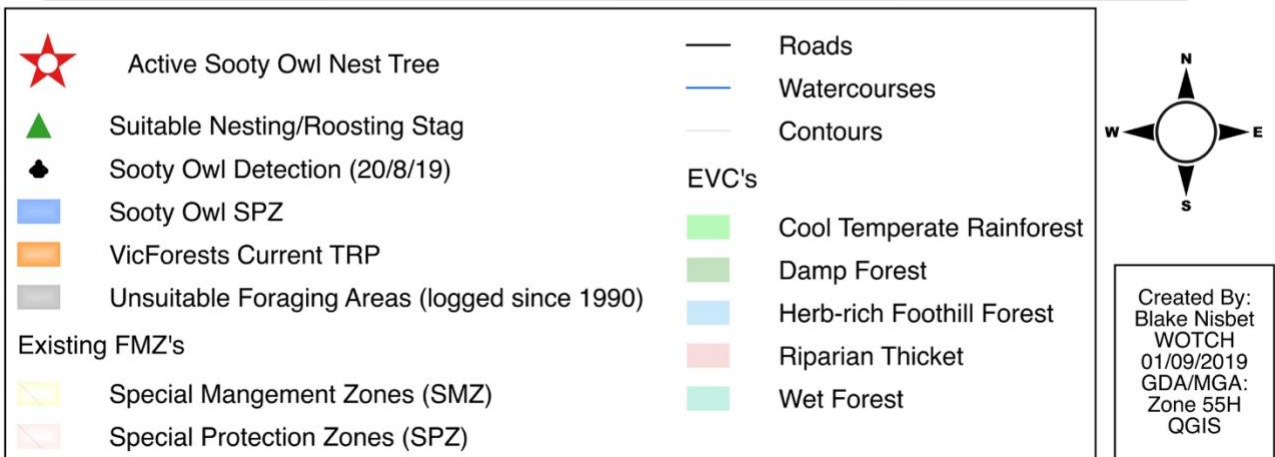 Active Sooty Owl Nest Tree
Suitable Nesting/Roosting Stag
Sooty Owl Detection (20/8/19)
Sooty Owl SPZ
VicForests Current TRP
Unsuitable Foraging Areas (logged since 1990)
Existing FMZ's
Special Mangement Zones (SMZ)
Special Protection Zones (SPZ)
Roads
Watercourses
Contours
EVC's
Cool Temperate Rainforest
Damp Forest
Herb-rich Foothill Forest
Riparian Thicket
Wet Forest
N
W E
S
Created By:
Blake Nisbet
WOTCH
01/09/2019
GDA/MGA:
Zone 55H
QGIS